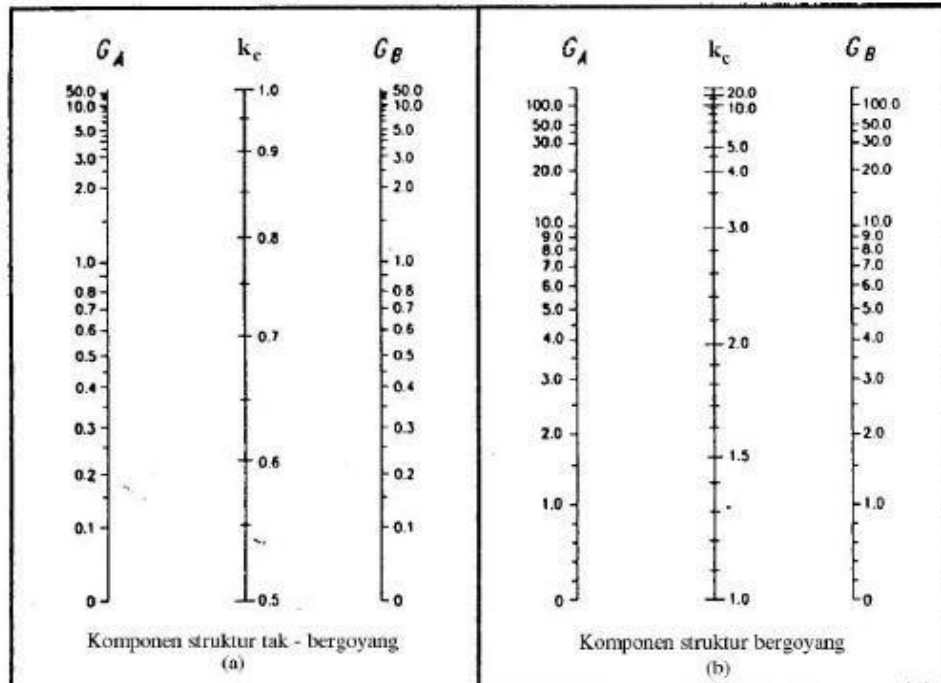 G_A k_c G_B
50.0 1.0 50.0
10.0 10.0
5.0 0.9 5.0
3.0 3.0
2.0 2.0
0.8
1.0 1.0
0.8 0.8
0.7 0.7
0.6 0.7 0.6
0.5 0.5
0.4 0.4
0.3 0.3
0.6
0.2 0.2
0.1 0.1
0 0.5 0
Komponen struktur tak - bergoyang
(a)
G_A k_c G_B
20.0
100.0 10.0 100.0
50.0 50.0
30.0 5.0 30.0
20.0 4.0 20.0
10.0 3.0 10.0
9.0 9.0
8.0 8.0
7.0 7.0
6.0 6.0
5.0 5.0
4.0 2.0 4.0
3.0 3.0
2.0 2.0
1.5
1.0 1.0
0 1.0 0
Komponen struktur bergoyang
(b)